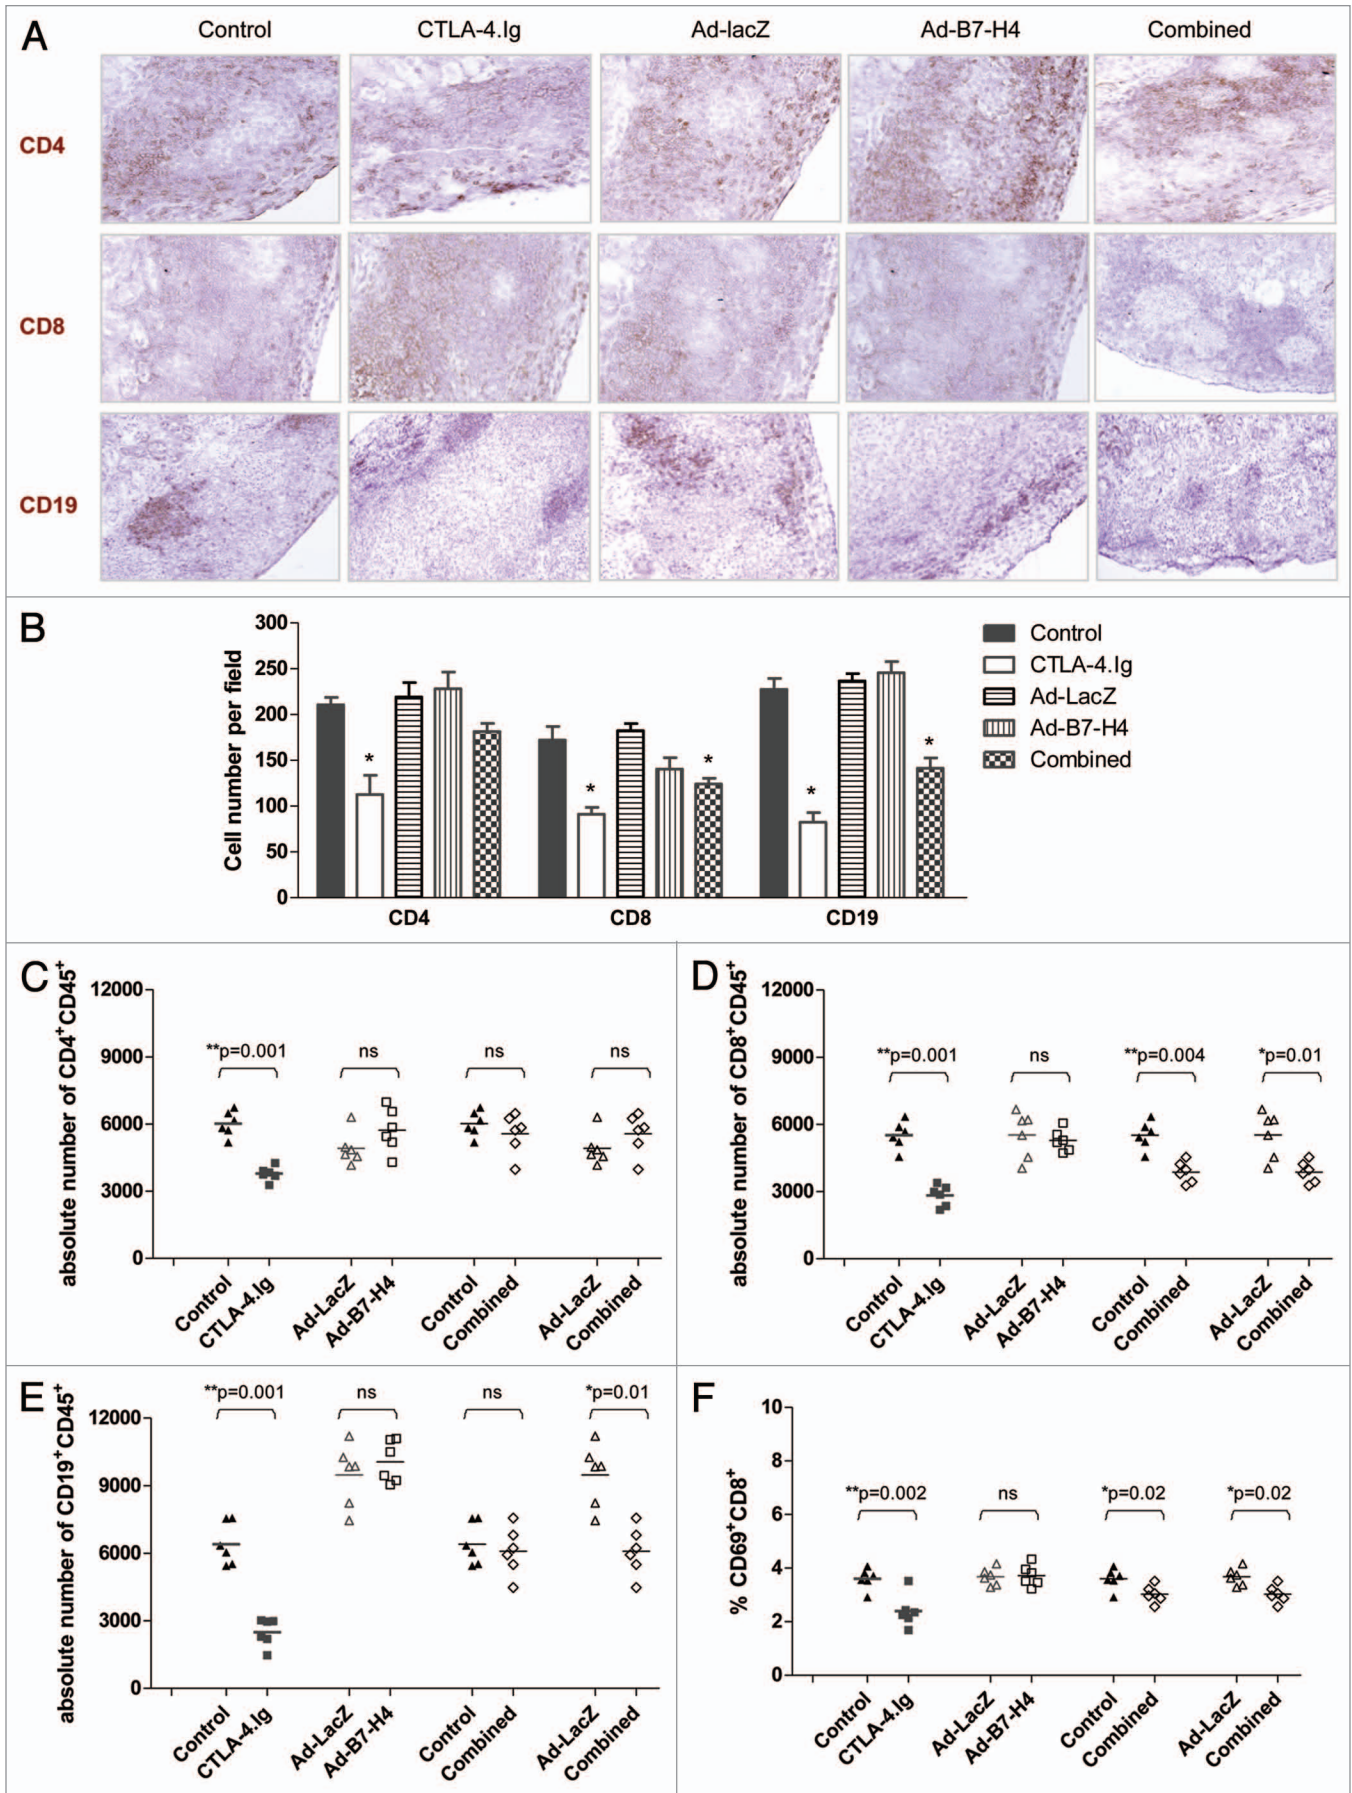 A
Control CTLA-4.Ig Ad-lacZ Ad-B7-H4 Combined
CD4
CD8
CD19
B
Cell number per field
300
250
200
150
100
50
0
* * * * *
CD4 CD8 CD19
Control
CTLA-4.Ig
Ad-LacZ
Ad-B7-H4
Combined
C
absolute number of CD4+CD45+
12000
9000
6000
3000
0
**p=0.001 ns ns ns
Control CTLA-4.Ig Ad-LacZ Ad-B7-H4 Control Combined Ad-LacZ Combined
D
absolute number of CD8+CD45+
12000
9000
6000
3000
0
**p=0.001 ns **p=0.004 *p=0.01
Control CTLA-4.Ig Ad-LacZ Ad-B7-H4 Control Combined Ad-LacZ Combined
E
absolute number of CD19+CD45+
12000
9000
6000
3000
0
**p=0.001 ns ns *p=0.01
Control CTLA-4.Ig Ad-LacZ Ad-B7-H4 Control Combined Ad-LacZ Combined
F
% CD69+CD8+
10
8
6
4
2
0
**p=0.002 ns *p=0.02 *p=0.02
Control CTLA-4.Ig Ad-LacZ Ad-B7-H4 Control Combined Ad-LacZ Combined